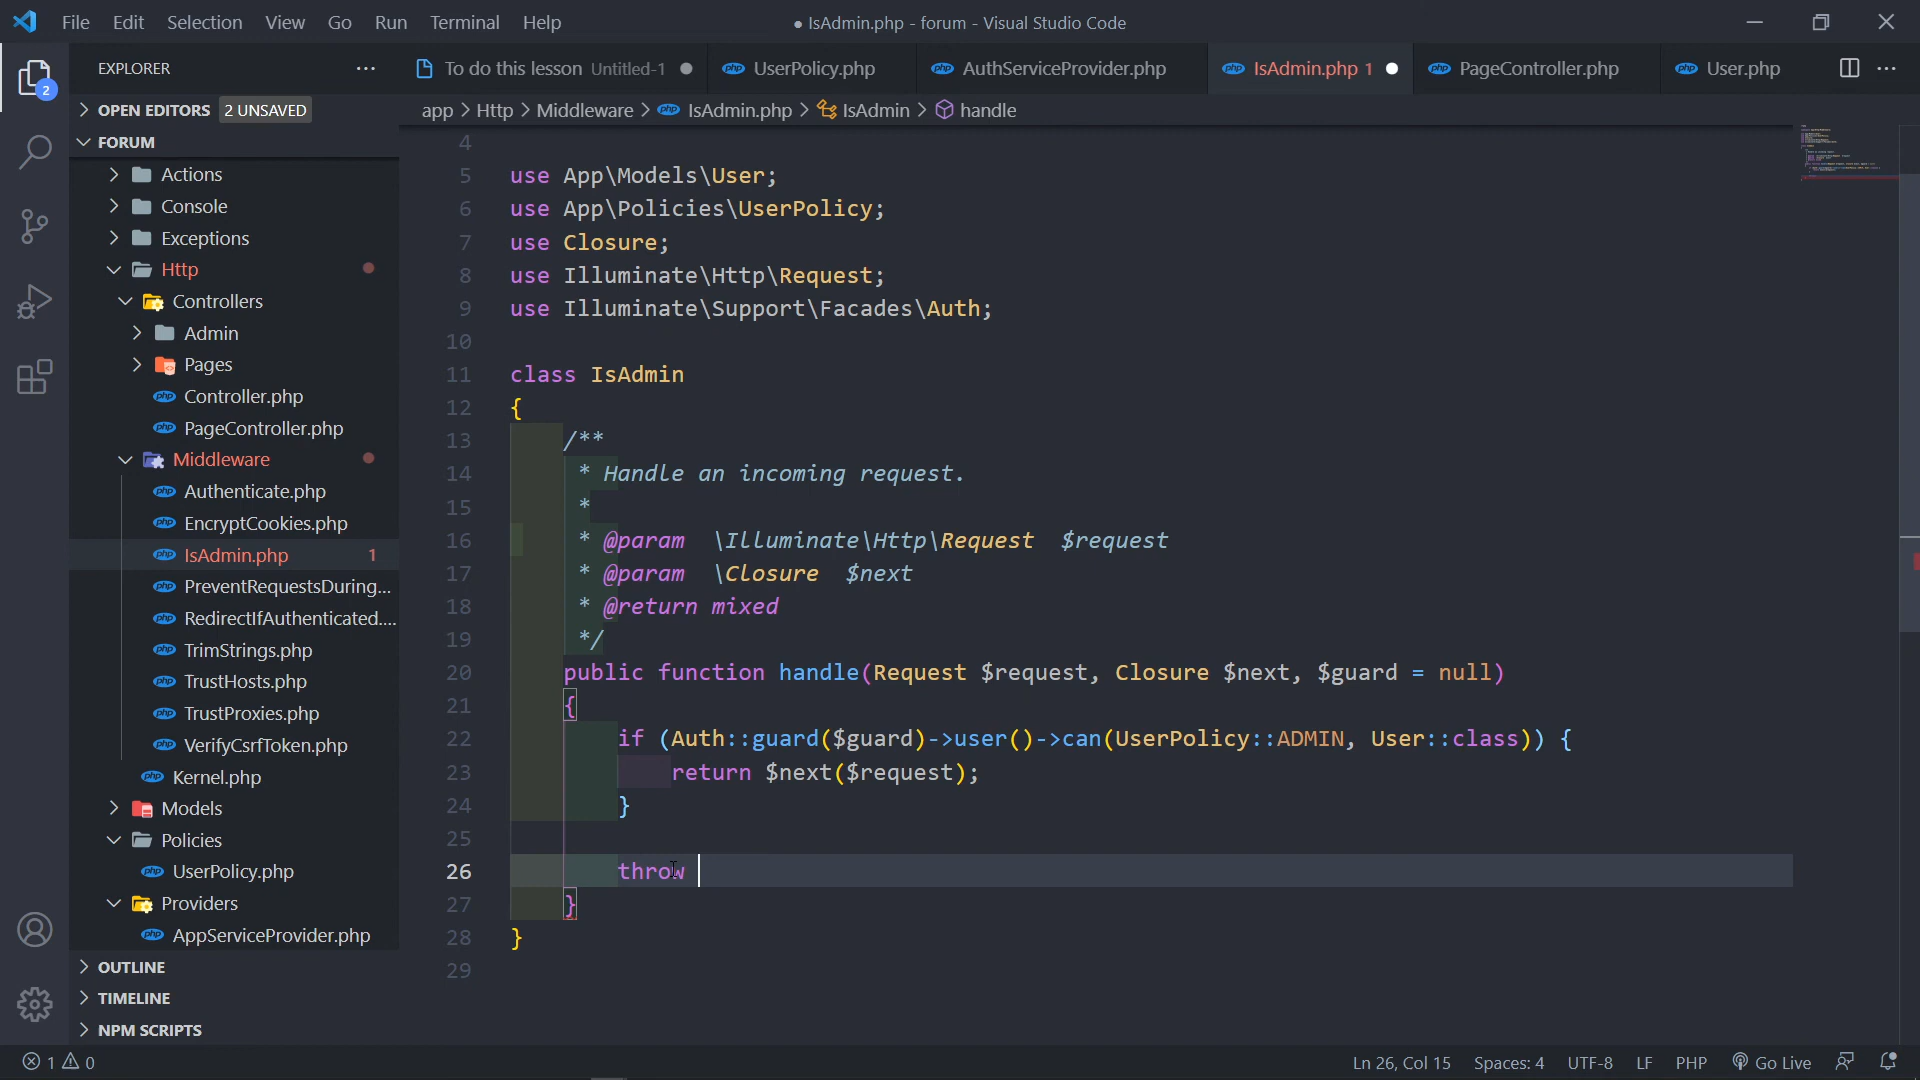 File Edit Selection View Go Run Terminal Help
● IsAdmin.php - forum - Visual Studio Code
EXPLORER
To do this lesson Untitled-1
UserPolicy.php
AuthServiceProvider.php
IsAdmin.php 1
PageController.php
User.php
OPEN EDITORS 2 UNSAVED
FORUM
Actions
Console
Exceptions
Http
Controllers
Admin
Pages
Controller.php
PageController.php
Middleware
Authenticate.php
EncryptCookies.php
IsAdmin.php 1
PreventRequestsDuring...
RedirectIfAuthenticated....
TrimStrings.php
TrustHosts.php
TrustProxies.php
VerifyCsrfToken.php
Kernel.php
Models
Policies
UserPolicy.php
Providers
AppServiceProvider.php
OUTLINE
TIMELINE
NPM SCRIPTS
2
app > Http > Middleware > IsAdmin.php > IsAdmin > handle
4
5 use App\Models\User;
6 use App\Policies\UserPolicy;
7 use Closure;
8 use Illuminate\Http\Request;
9 use Illuminate\Support\Facades\Auth;
10
11 class IsAdmin
12 {
13 /**
14 * Handle an incoming request.
15 *
16 * @param \Illuminate\Http\Request $request
17 * @param \Closure $next
18 * @return mixed
19 */
20 public function handle(Request $request, Closure $next, $guard = null)
21 {
22 if (Auth::guard($guard)->user()->can(UserPolicy::ADMIN, User::class)) {
23 return $next($request);
24 }
25
26 throw
27 }
28 }
29
1 0
Ln 26, Col 15 Spaces: 4 UTF-8 LF PHP Go Live